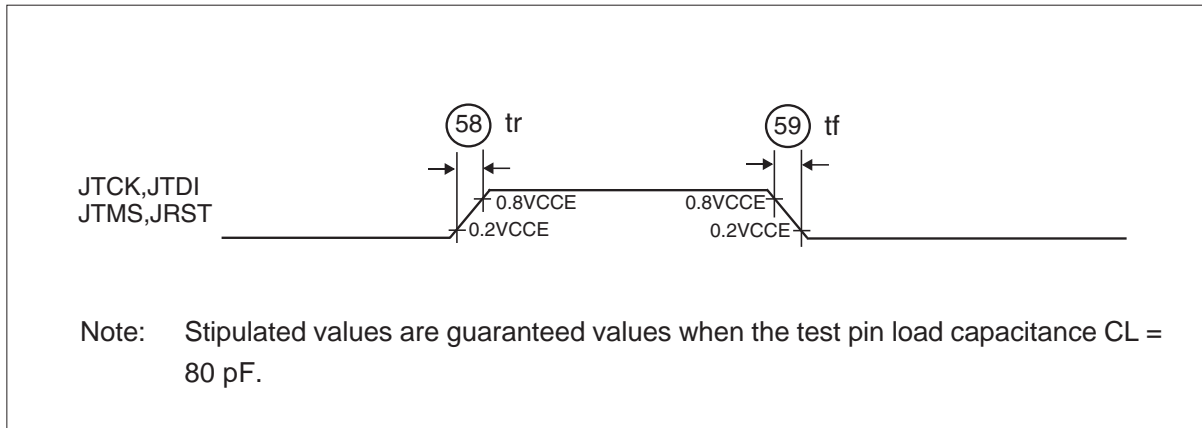 58 tr
59 tf
JTCK,JTDI
JTMS,JRST
0.8VCCE
0.8VCCE
0.2VCCE
0.2VCCE
Note: Stipulated values are guaranteed values when the test pin load capacitance CL =
80 pF.